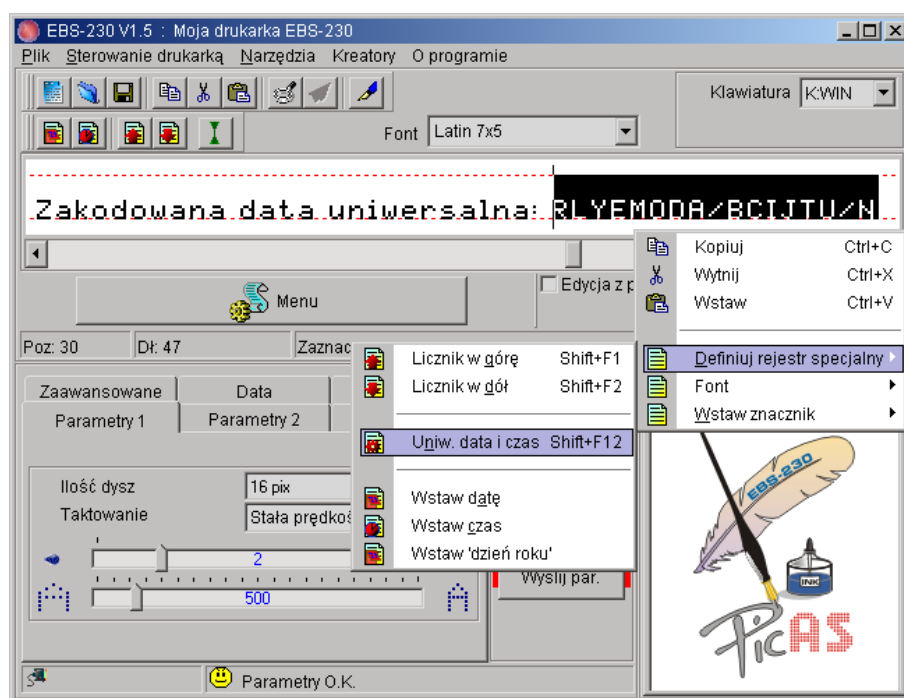 EBS-230 V1.5 : Moja drukarka EBS-230
Plik Sterowanie drukarką Narzędzia Kreatory O programie
Klawiatura K:WIN
Font Latin 7x5
Zakodowana data uniwersalna: RLYEMODA/BCIJTU/N
Menu
Edycja z p
Poz: 30 Dł: 47 Zaznac
Kopiuj Ctrl+C
Wytnij Ctrl+X
Wstaw Ctrl+V
Definiuj rejestr specjalny
Font
Wstaw znacznik
Licznik w górę Shift+F1
Licznik w dół Shift+F2
Uniw. data i czas Shift+F12
Wstaw datę
Wstaw czas
Wstaw 'dzień roku'
Zaawansowane Data
Parametry 1 Parametry 2
Ilość dysz 16 pix
Taktowanie Stała prędkoś
2
500
Wyślij par.
EBS-230
INK
PicAS
Parametry O.K.